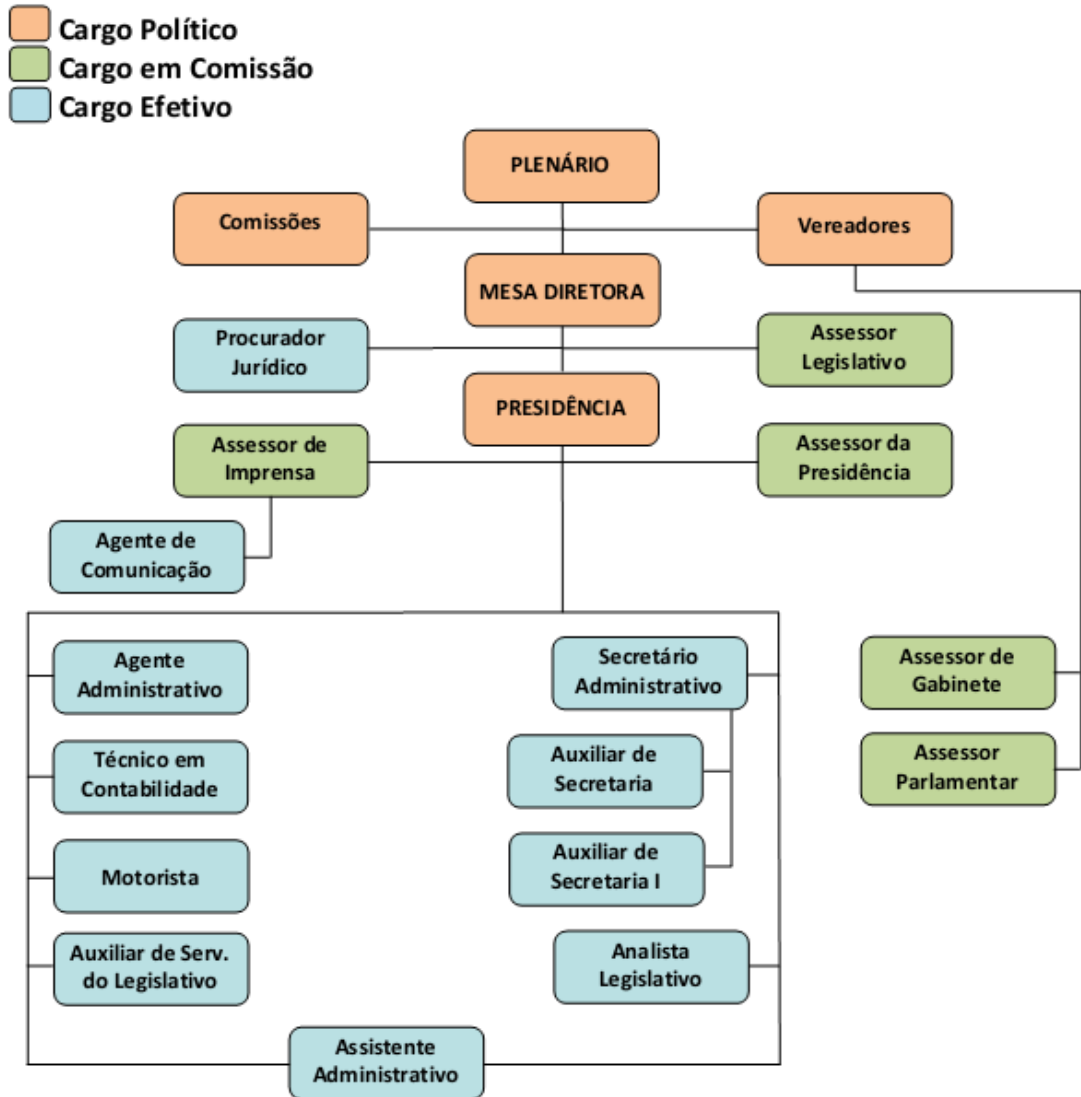 Cargo Político
Cargo em Comissão
Cargo Efetivo
PLENÁRIO
Comissões
Vereadores
MESA DIRETORA
Procurador
Jurídico
Assessor
Legislativo
PRESIDÊNCIA
Assessor de
Imprensa
Assessor da
Presidência
Agente de
Comunicação
Agente
Administrativo
Secretário
Administrativo
Assessor de
Gabinete
Técnico em
Contabilidade
Auxiliar de
Secretaria
Assessor
Parlamentar
Motorista
Auxiliar de
Secretaria I
Auxiliar de Serv.
do Legislativo
Analista
Legislativo
Assistente
Administrativo